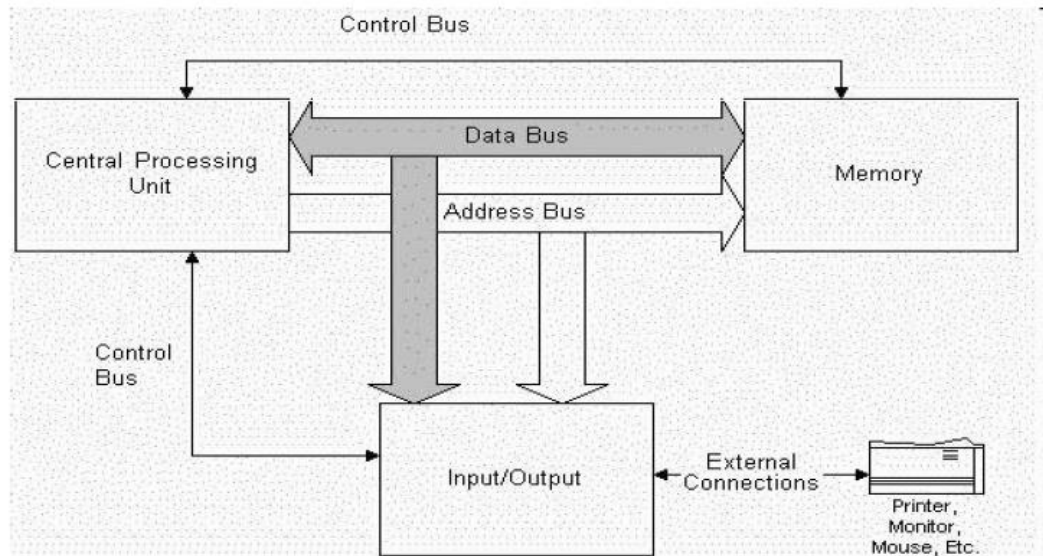 Control Bus
Data Bus
Central Processing
Unit
Memory
Address Bus
Control
Bus
Input/Output
External
Connections
Printer,
Monitor,
Mouse, Etc.